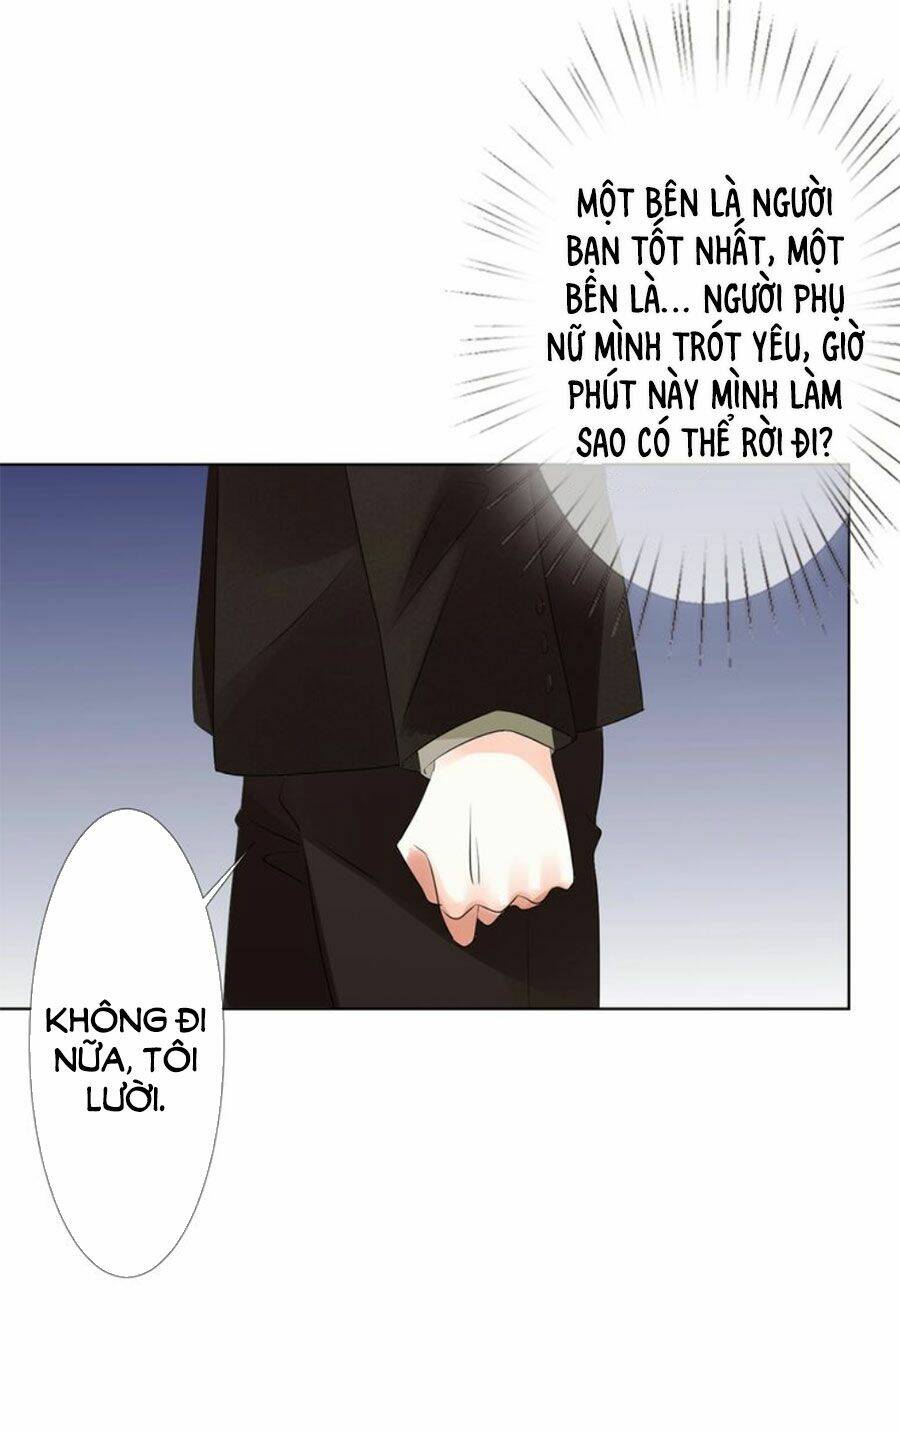 MỘT BÊN LÀ NGƯỜI
BẠN TỐT NHẤT, MỘT
BÊN LÀ... NGƯỜI PHỤ
NỮ MÌNH TRÓT YÊU, GIỜ
PHÚT NÀY MÌNH LÀM
SAO CÓ THỂ RỜI ĐI?
KHÔNG ĐI
NỮA, TÔI
LƯỜI.